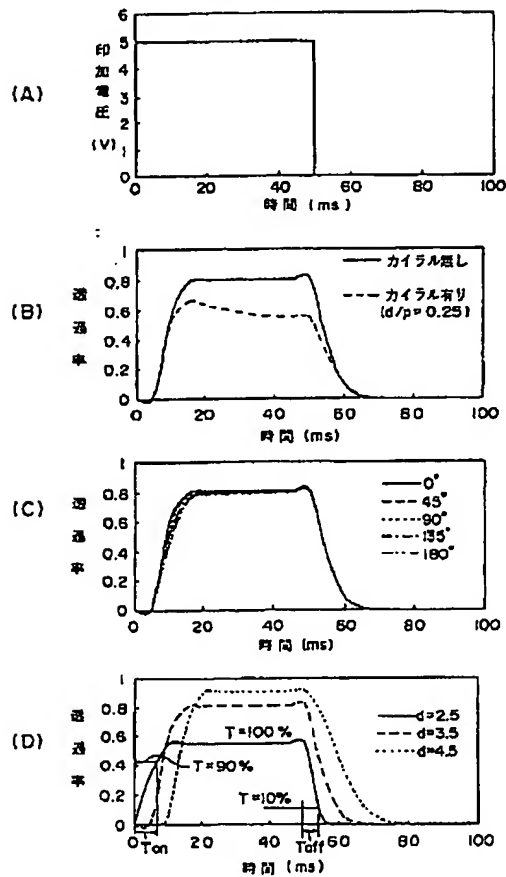 (A)
印加電圧(V)
6
5
4
3
2
1
0
0 20 40 60 80 100
時間 (ms)
(B)
透過率
1
0.8
0.6
0.4
0.2
0
カイラル無し
カイラル有り
(d/p=0.25)
0 20 40 60 80 100
時間 (ms)
(C)
透過率
1
0.8
0.6
0.4
0.2
0
0°
45°
90°
135°
180°
0 20 40 60 80 100
時間 (ms)
(D)
透過率
1
0.8
0.6
0.4
0.2
0
T=100%
T=90%
T=10%
d=2.5
d=3.5
d=4.5
0 20 40 60 80 100
Ton
Toff
時間 (ms)